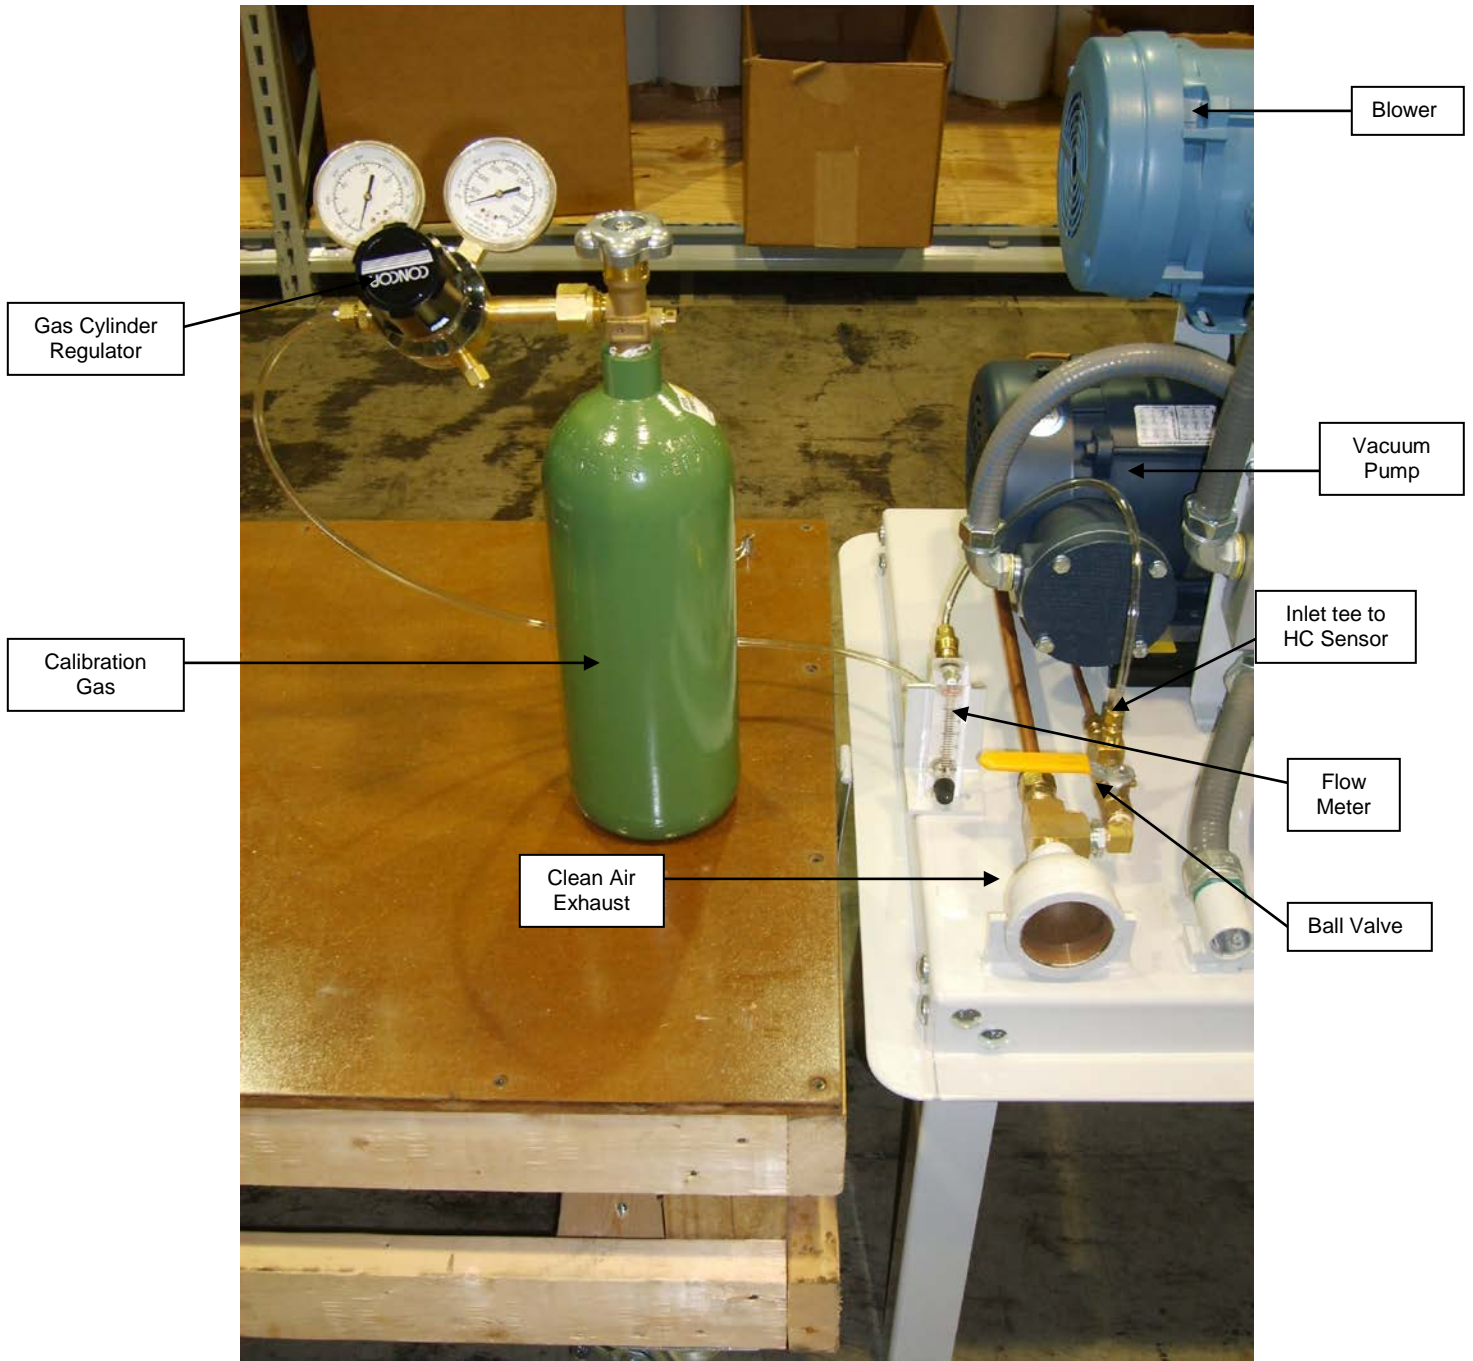 Blower
Gas Cylinder
Regulator
CONCOR
Vacuum
Pump
Inlet tee to
HC Sensor
Calibration
Gas
Flow
Meter
Clean Air
Exhaust
Ball Valve